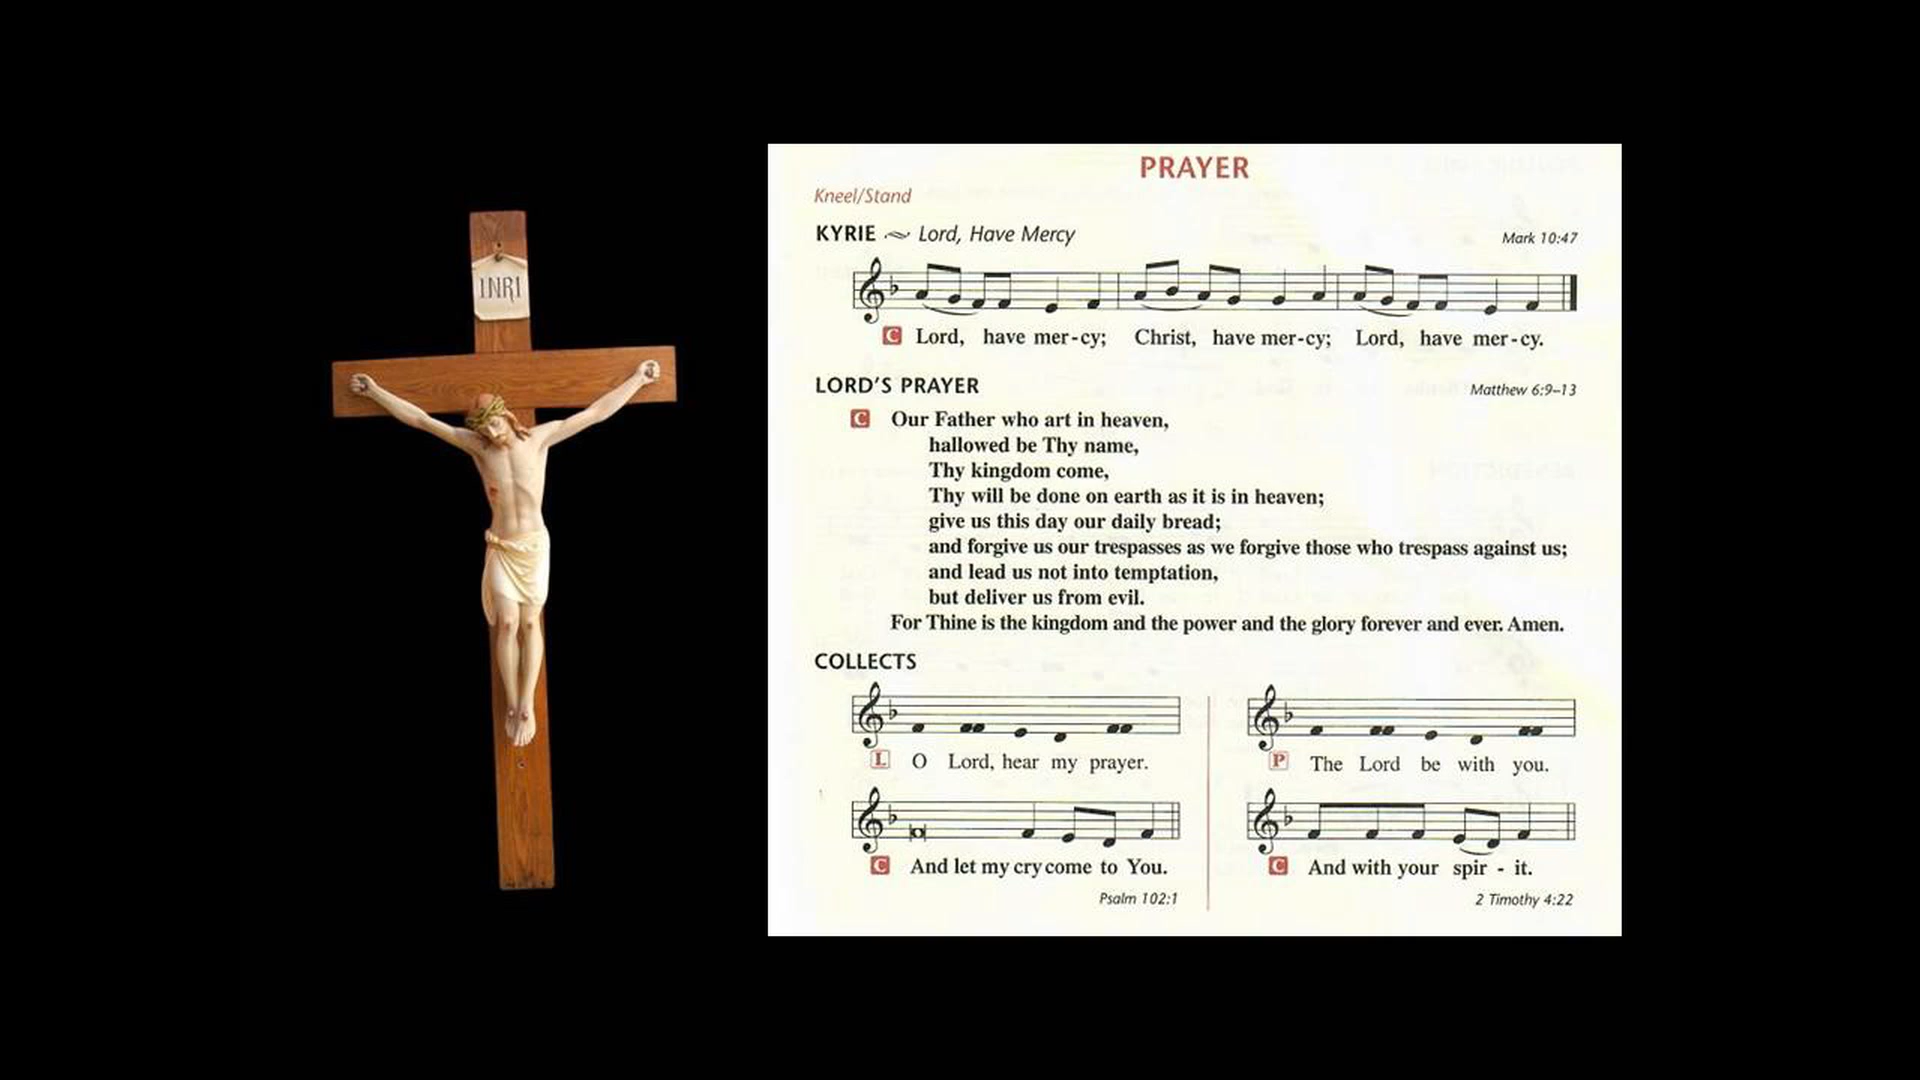 INRI
PRAYER
Kneel/Stand
KYRIE Lord, Have Mercy Mark 10:47
C Lord, have mer-cy; Christ, have mer-cy; Lord, have mer-cy.
LORD'S PRAYER Matthew 6:9–13
C Our Father who art in heaven,
hallowed be Thy name,
Thy kingdom come,
Thy will be done on earth as it is in heaven;
give us this day our daily bread;
and forgive us our trespasses as we forgive those who trespass against us;
and lead us not into temptation,
but deliver us from evil.
For Thine is the kingdom and the power and the glory forever and ever. Amen.
COLLECTS
L O Lord, hear my prayer.
C And let my cry come to You.
Psalm 102:1
P The Lord be with you.
C And with your spir - it.
2 Timothy 4:22